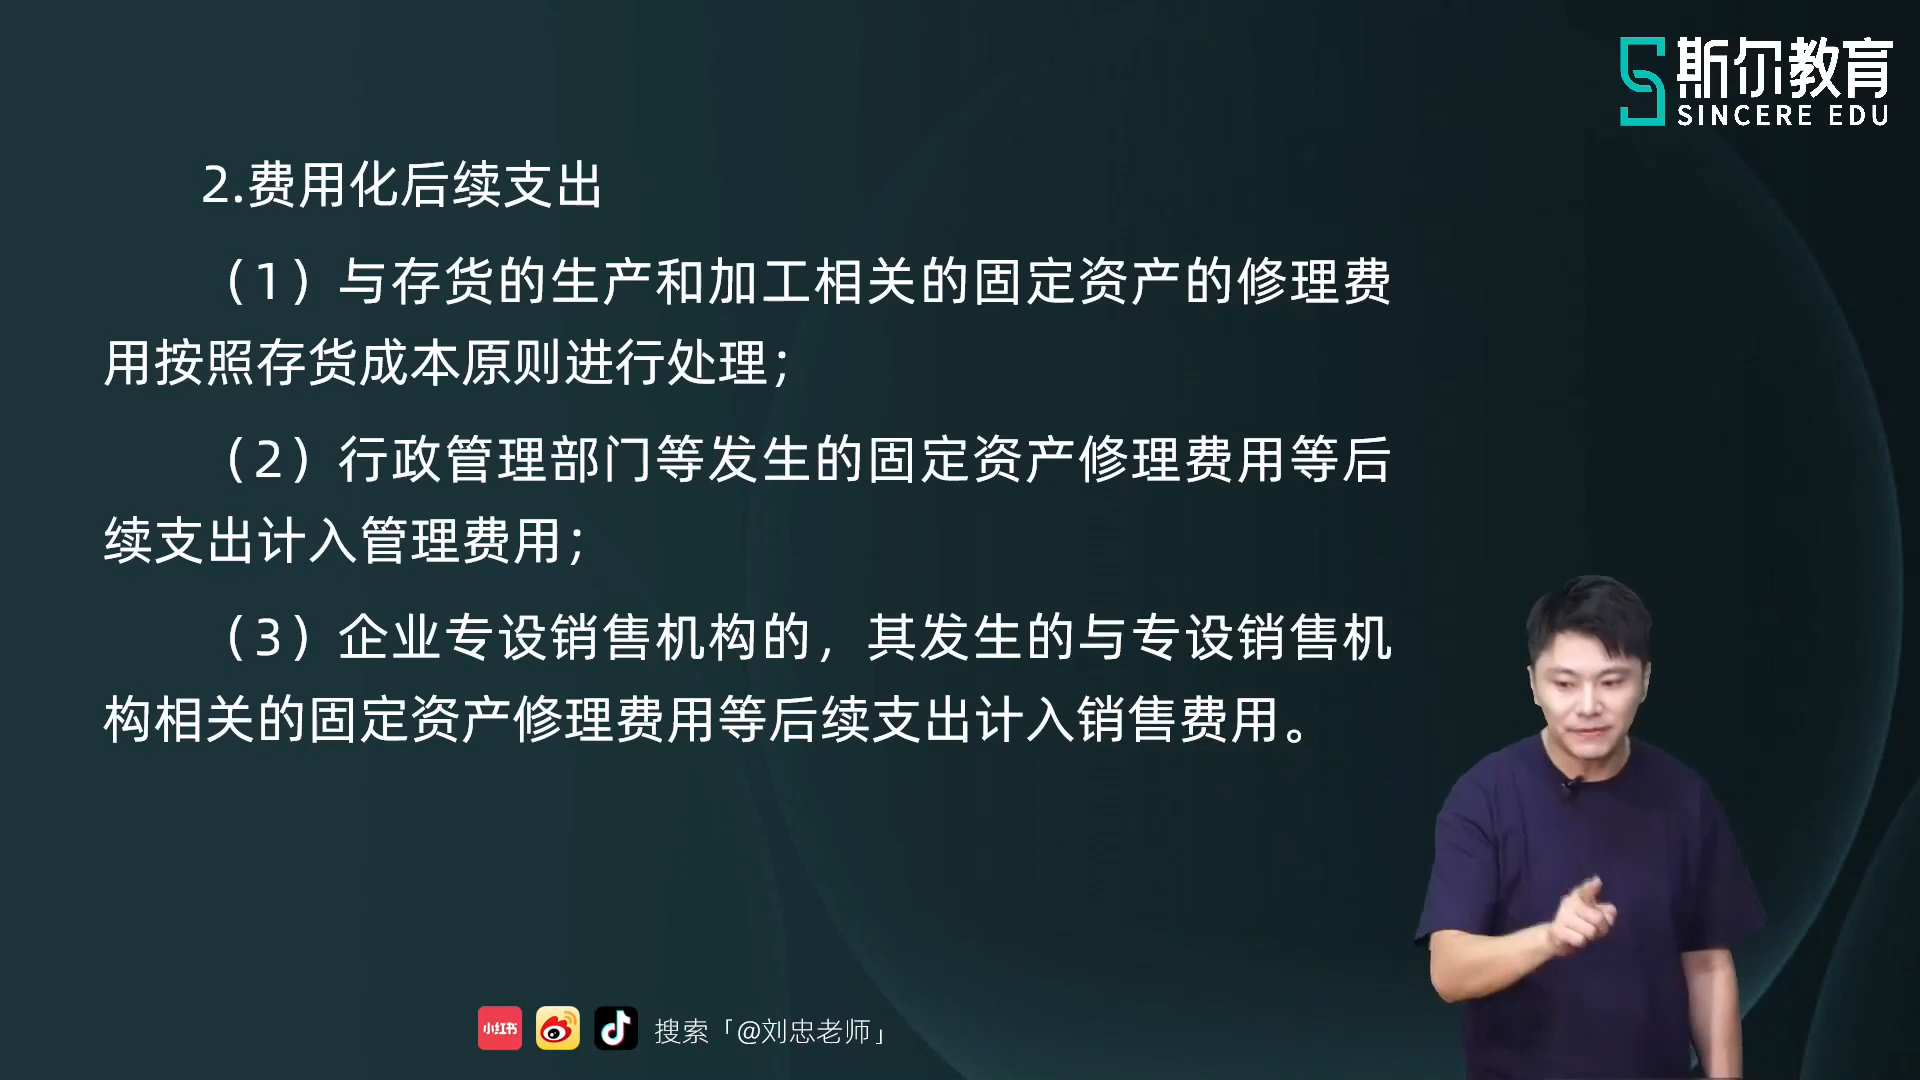 斯尔教育
SINCERE EDU
2.费用化后续支出
（1）与存货的生产和加工相关的固定资产的修理费
用按照存货成本原则进行处理；
（2）行政管理部门等发生的固定资产修理费用等后
续支出计入管理费用；
（3）企业专设销售机构的，其发生的与专设销售机
构相关的固定资产修理费用等后续支出计入销售费用。
小红书
搜索「@刘忠老师」